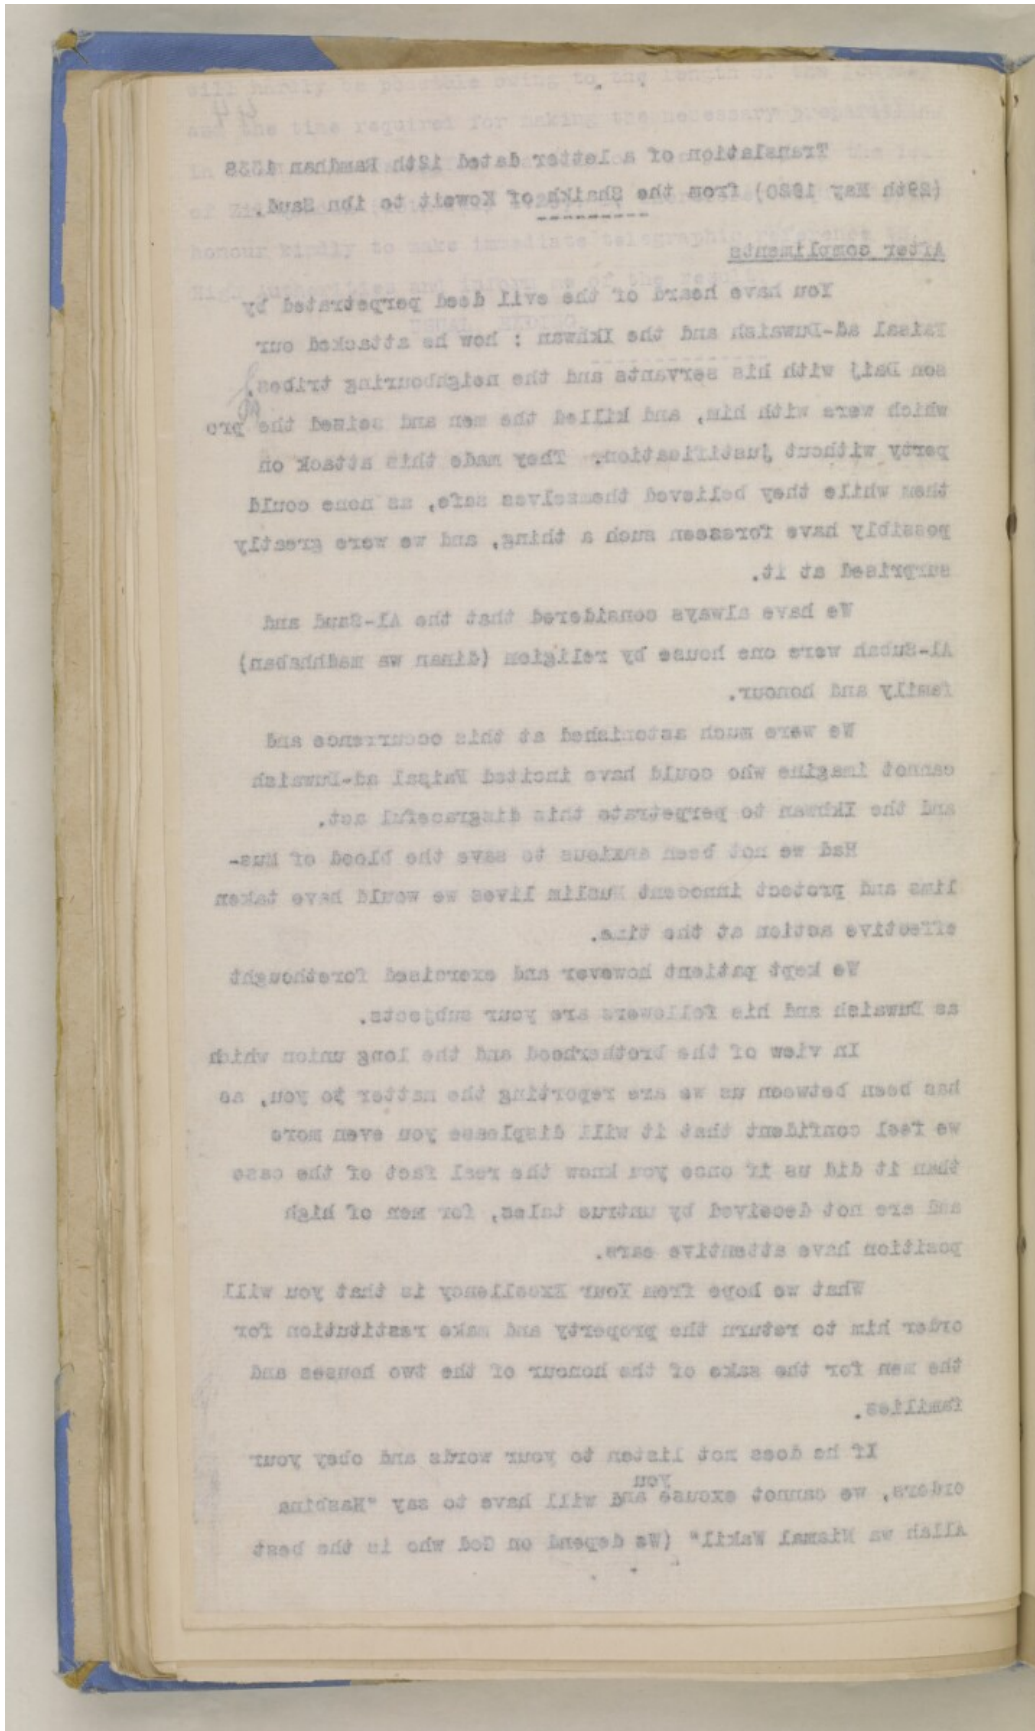 Translation of a letter dated 12th Ramdhan 1338
(29th May 1920) from the Shaikh of Koweit to ibn Saud.
After compliments
You have heard of the evil deed perpetrated by
Faisal ad-Duwaish and the Ikhwan : how he attacked our
son Daij with his servants and the neighbouring tribes,
which were with him, and killed the men and seized the pro
perty without justification. They made this attack on
them while they believed themselves safe, as none could
possibly have foreseen such a thing, and we were greatly
surprised at it.
We have always considered that the Al-Saud and
Al-Subah were one house by religion (dinan wa madhhaban)
family and honour.
We were much astonished at this occurrence and
cannot imagine who could have incited Faisal ad-Duwaish
and the Ikhwan to perpetrate this disgraceful act.
Had we not been anxious to save the blood of Mus-
lims and protect innocent Muslim lives we would have taken
effective action at the time.
We kept patient however and exercised forethought
as Duwaish and his followers are your subjects.
In view of the brotherhood and the long union which
has been between us we are reporting the matter to you, as
we feel confident that it will displease you even more
than it did us if once you know the real fact of the case
and are not deceived by untrue tales, for men of high
position have attentive ears.
What we hope from Your Excellency is that you will
order him to return the property and make restitution for
the men for the sake of the honour of the two houses and
families.
If he does not listen to your words and obey your
orders, we cannot excuse you and will have to say "Hasbina
Allah wa Niamal Wakil" (We depend on God who is the best